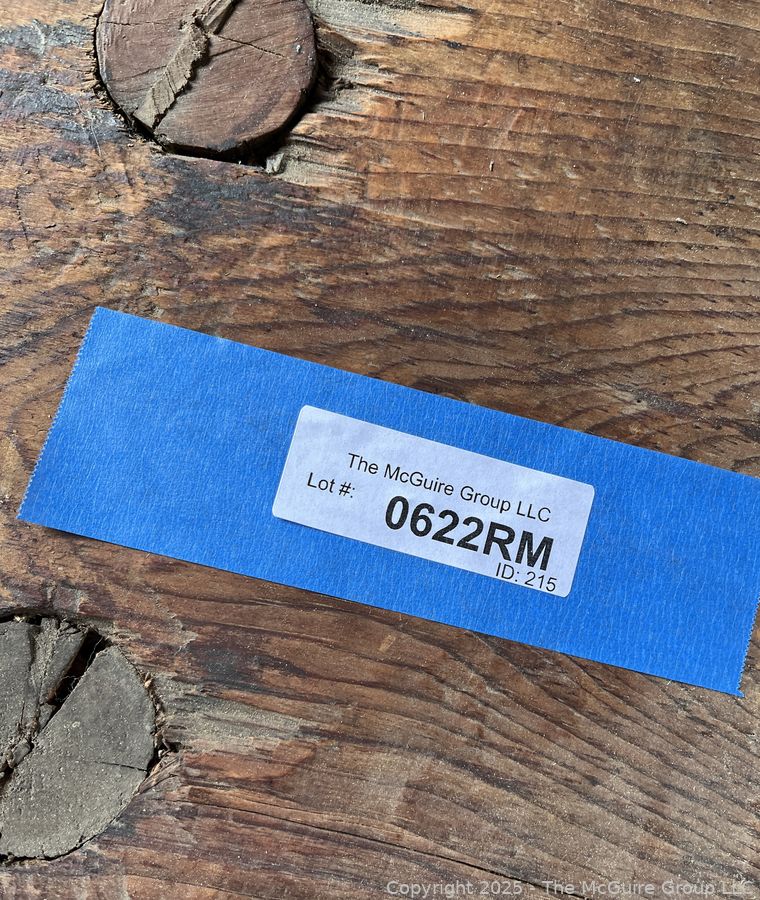 The McGuire Group LLC
Lot #:
0622RM
ID: 215
Copyright 2025 - The McGuire Group LLC